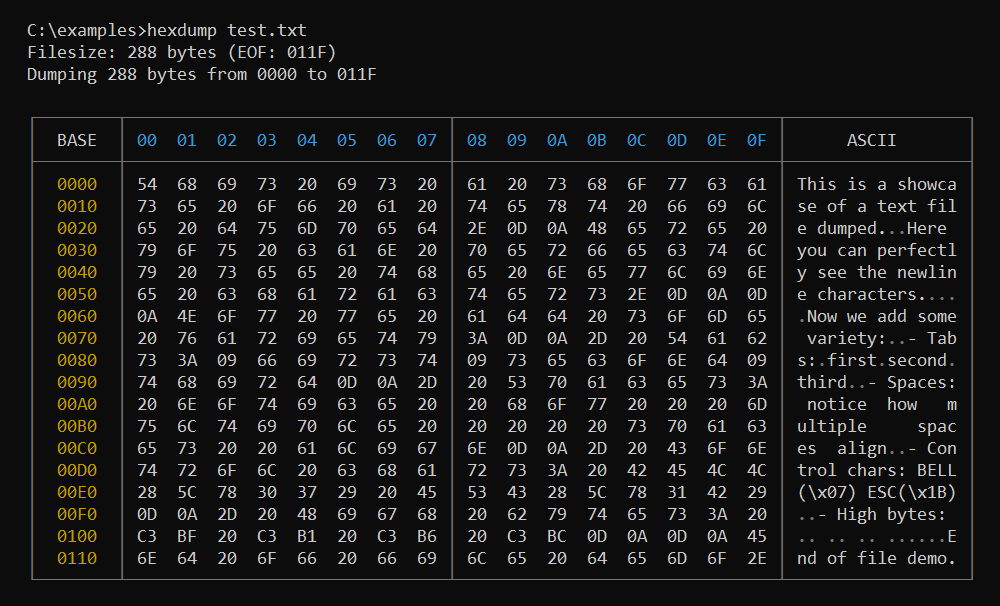 C:\examples>hexdump test.txt
Filesize: 288 bytes (EOF: 011F)
Dumping 288 bytes from 0000 to 011F
BASE 00 01 02 03 04 05 06 07 08 09 0A 0B 0C 0D 0E 0F ASCII
0000 54 68 69 73 20 69 73 20 61 20 73 68 6F 77 63 61 This is a showca
0010 73 65 20 6F 66 20 61 20 74 65 78 74 20 66 69 6C se of a text fil
0020 65 20 64 75 6D 70 65 64 2E 0D 0A 48 65 72 65 20 e dumped...Here
0030 79 6F 75 20 63 61 6E 20 70 65 72 66 65 63 74 6C you can perfectl
0040 79 20 73 65 65 20 74 68 65 20 6E 65 77 6C 69 6E y see the newlin
0050 65 20 63 68 61 72 61 63 74 65 72 73 2E 0D 0A 0D e characters....
0060 0A 4E 6F 77 20 77 65 20 61 64 64 20 73 6F 6D 65 .Now we add some
0070 20 76 61 72 69 65 74 79 3A 0D 0A 2D 20 54 61 62  variety:..- Tab
0080 73 3A 09 66 69 72 73 74 09 73 65 63 6F 6E 64 09 s:.first.second.
0090 74 68 69 72 64 0D 0A 2D 20 53 70 61 63 65 73 3A third..- Spaces:
00A0 20 6E 6F 74 69 63 65 20 20 68 6F 77 20 20 20 6D  notice  how   m
00B0 75 6C 74 69 70 6C 65 20 20 20 20 20 73 70 61 63 ultiple     spac
00C0 65 73 20 20 61 6C 69 67 6E 0D 0A 2D 20 43 6F 6E es  align..- Con
00D0 74 72 6F 6C 20 63 68 61 72 73 3A 20 42 45 4C 4C trol chars: BELL
00E0 28 5C 78 30 37 29 20 45 53 43 28 5C 78 31 42 29 (\x07) ESC(\x1B)
00F0 0D 0A 2D 20 48 69 67 68 20 62 79 74 65 73 3A 20 ..- High bytes:
0100 C3 BF 20 C3 B1 20 C3 B6 20 C3 BC 0D 0A 0D 0A 45 .. .. .. ......E
0110 6E 64 20 6F 66 20 66 69 6C 65 20 64 65 6D 6F 2E nd of file demo.